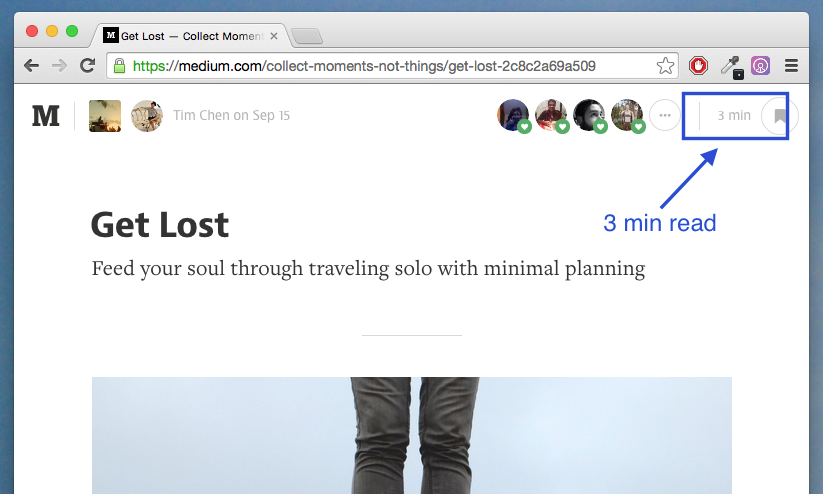 M Get Lost — Collect Moment
https://medium.com/collect-moments-not-things/get-lost-2c8c2a69a509
M Tim Chen on Sep 15 3 min
3 min read
Get Lost
Feed your soul through traveling solo with minimal planning